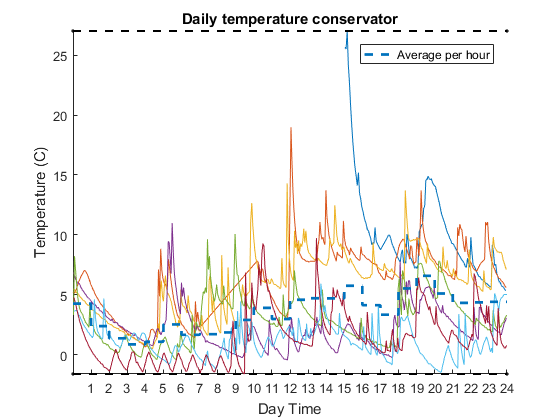 Daily temperature conservator
Average per hour
Temperature (C)
25
20
15
10
5
0
1 2 3 4 5 6 7 8 9 10 11 12 13 14 15 16 17 18 19 20 21 22 23 24
Day Time